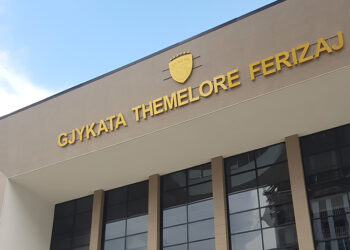 GJYKATA THEMELORE FERIZAJ